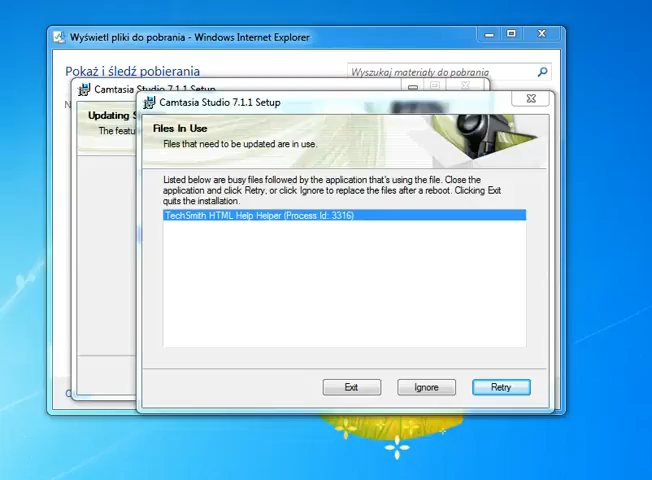 Wyświetl pliki do pobrania - Windows Internet Explorer
Pokaż i śledź pobierania
Wyszukaj materiały do pobrania
Camtasia Studio 7.1.1 Setup
Updating S
The featu
Camtasia Studio 7.1.1 Setup
Files In Use
Files that need to be updated are in use.
Listed below are busy files followed by the application that's using the file. Close the
application and click Retry, or click Ignore to replace the files after a reboot. Clicking Exit
quits the installation.
TechSmith HTML Help Helper (Process Id: 3316)
Exit
Ignore
Retry